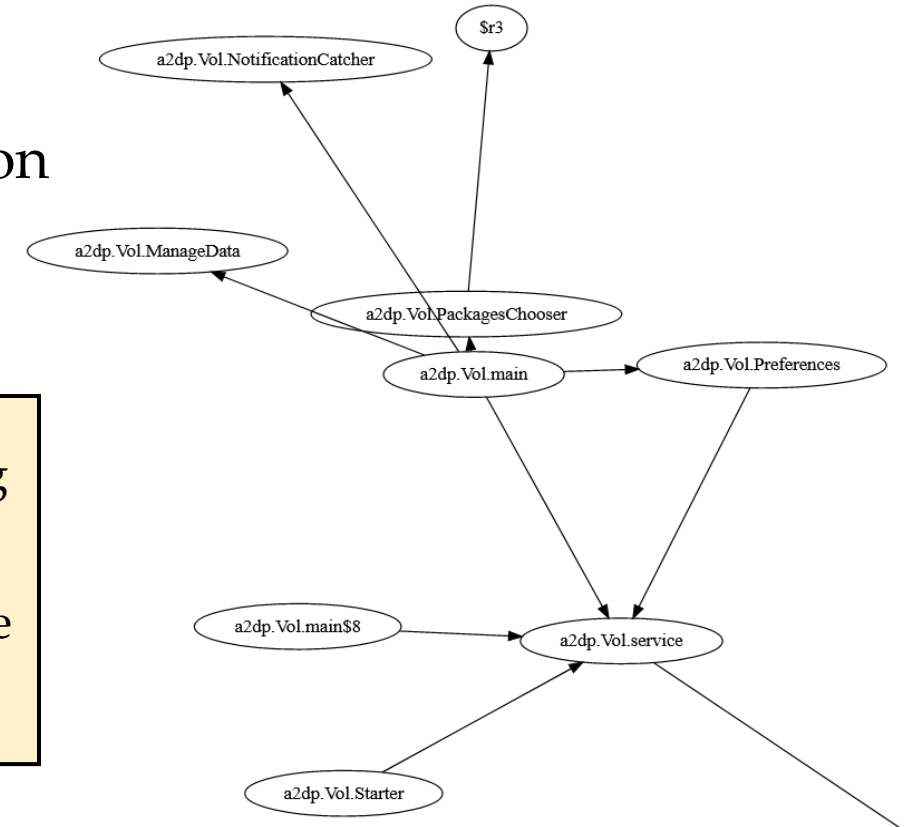 $r3
a2dp.Vol.NotificationCatcher
on
a2dp.Vol.ManageData
a2dp.Vol.PackagesChooser
a2dp.Vol.Preferences
a2dp.Vol.main
g
e
a2dp.Vol.main$8
a2dp.Vol.service
a2dp.Vol.Starter